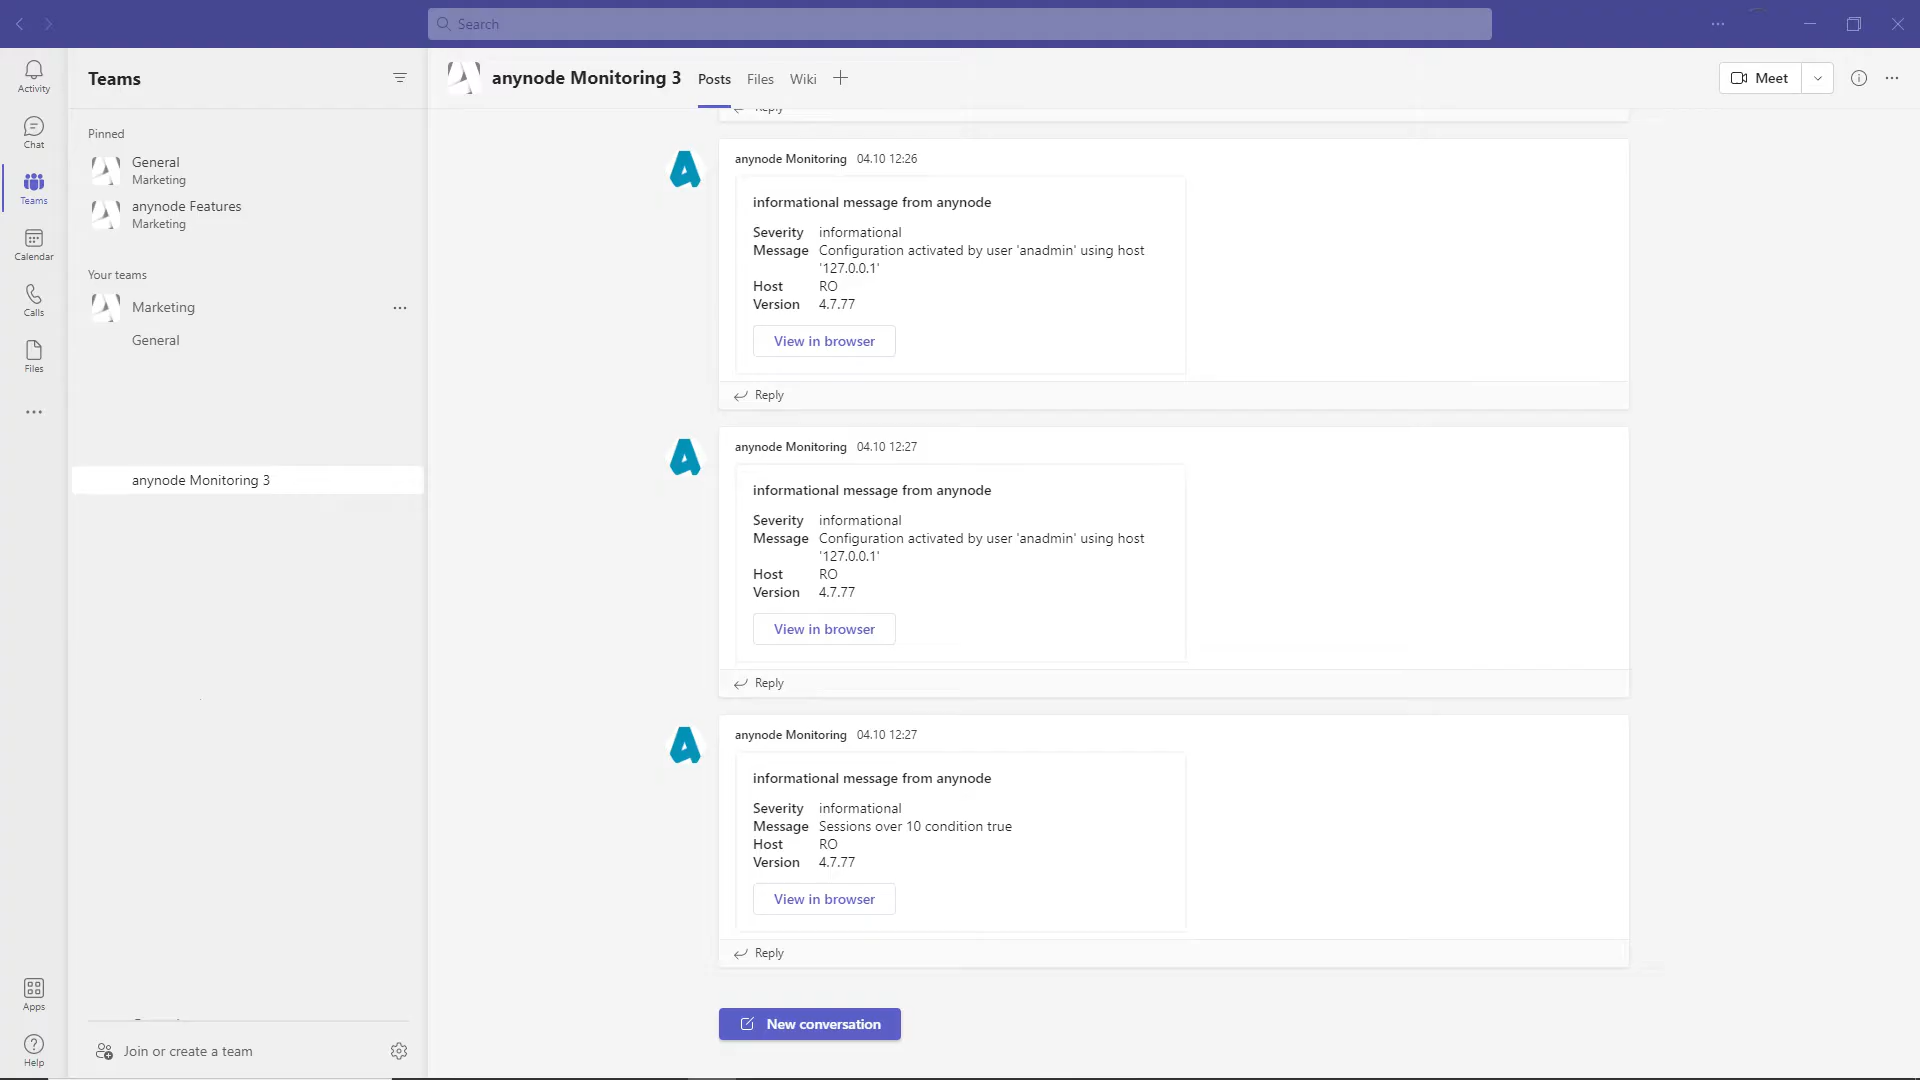 Search
Activity
Chat
Teams
Calendar
Calls
Files
Apps
Help
Teams
Pinned
General
Marketing
anynode Features
Marketing
Your teams
Marketing
General
anynode Monitoring 3
Join or create a team
anynode Monitoring 3 Posts Files Wiki
Meet
Reply
anynode Monitoring 04.10 12:26
informational message from anynode
Severity informational
Message Configuration activated by user 'anadmin' using host
'127.0.0.1'
Host RO
Version 4.7.77
View in browser
Reply
anynode Monitoring 04.10 12:27
informational message from anynode
Severity informational
Message Configuration activated by user 'anadmin' using host
'127.0.0.1'
Host RO
Version 4.7.77
View in browser
Reply
anynode Monitoring 04.10 12:27
informational message from anynode
Severity informational
Message Sessions over 10 condition true
Host RO
Version 4.7.77
View in browser
Reply
New conversation